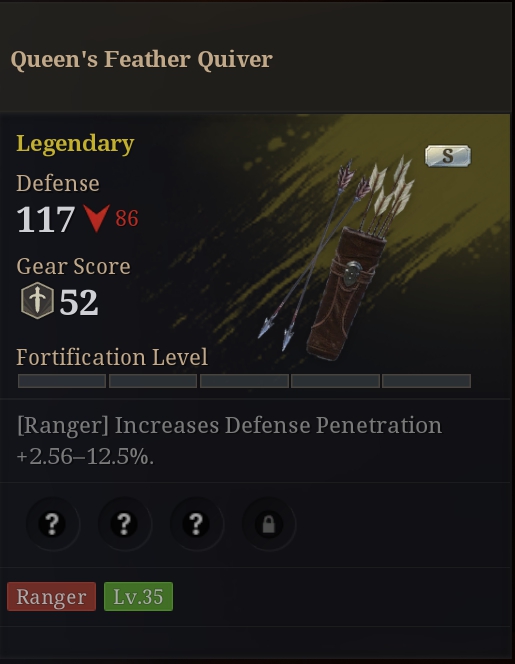 Queen's Feather Quiver
Legendary
S
Defense
117 86
Gear Score
52
Fortification Level
[Ranger] Increases Defense Penetration
+2.56–12.5%.
? ? ?
Ranger Lv.35